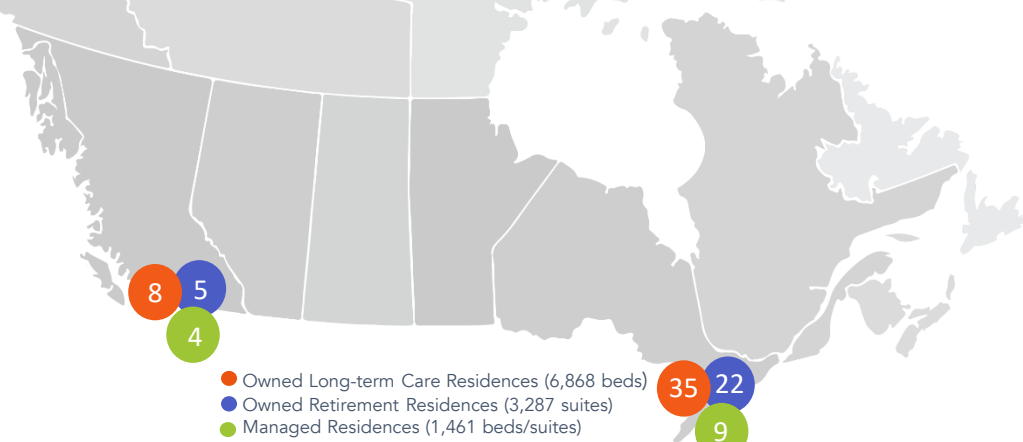 8
5
4
Owned Long-term Care Residences (6,868 beds)
Owned Retirement Residences (3,287 suites)
Managed Residences (1,461 beds/suites)
35
22
9